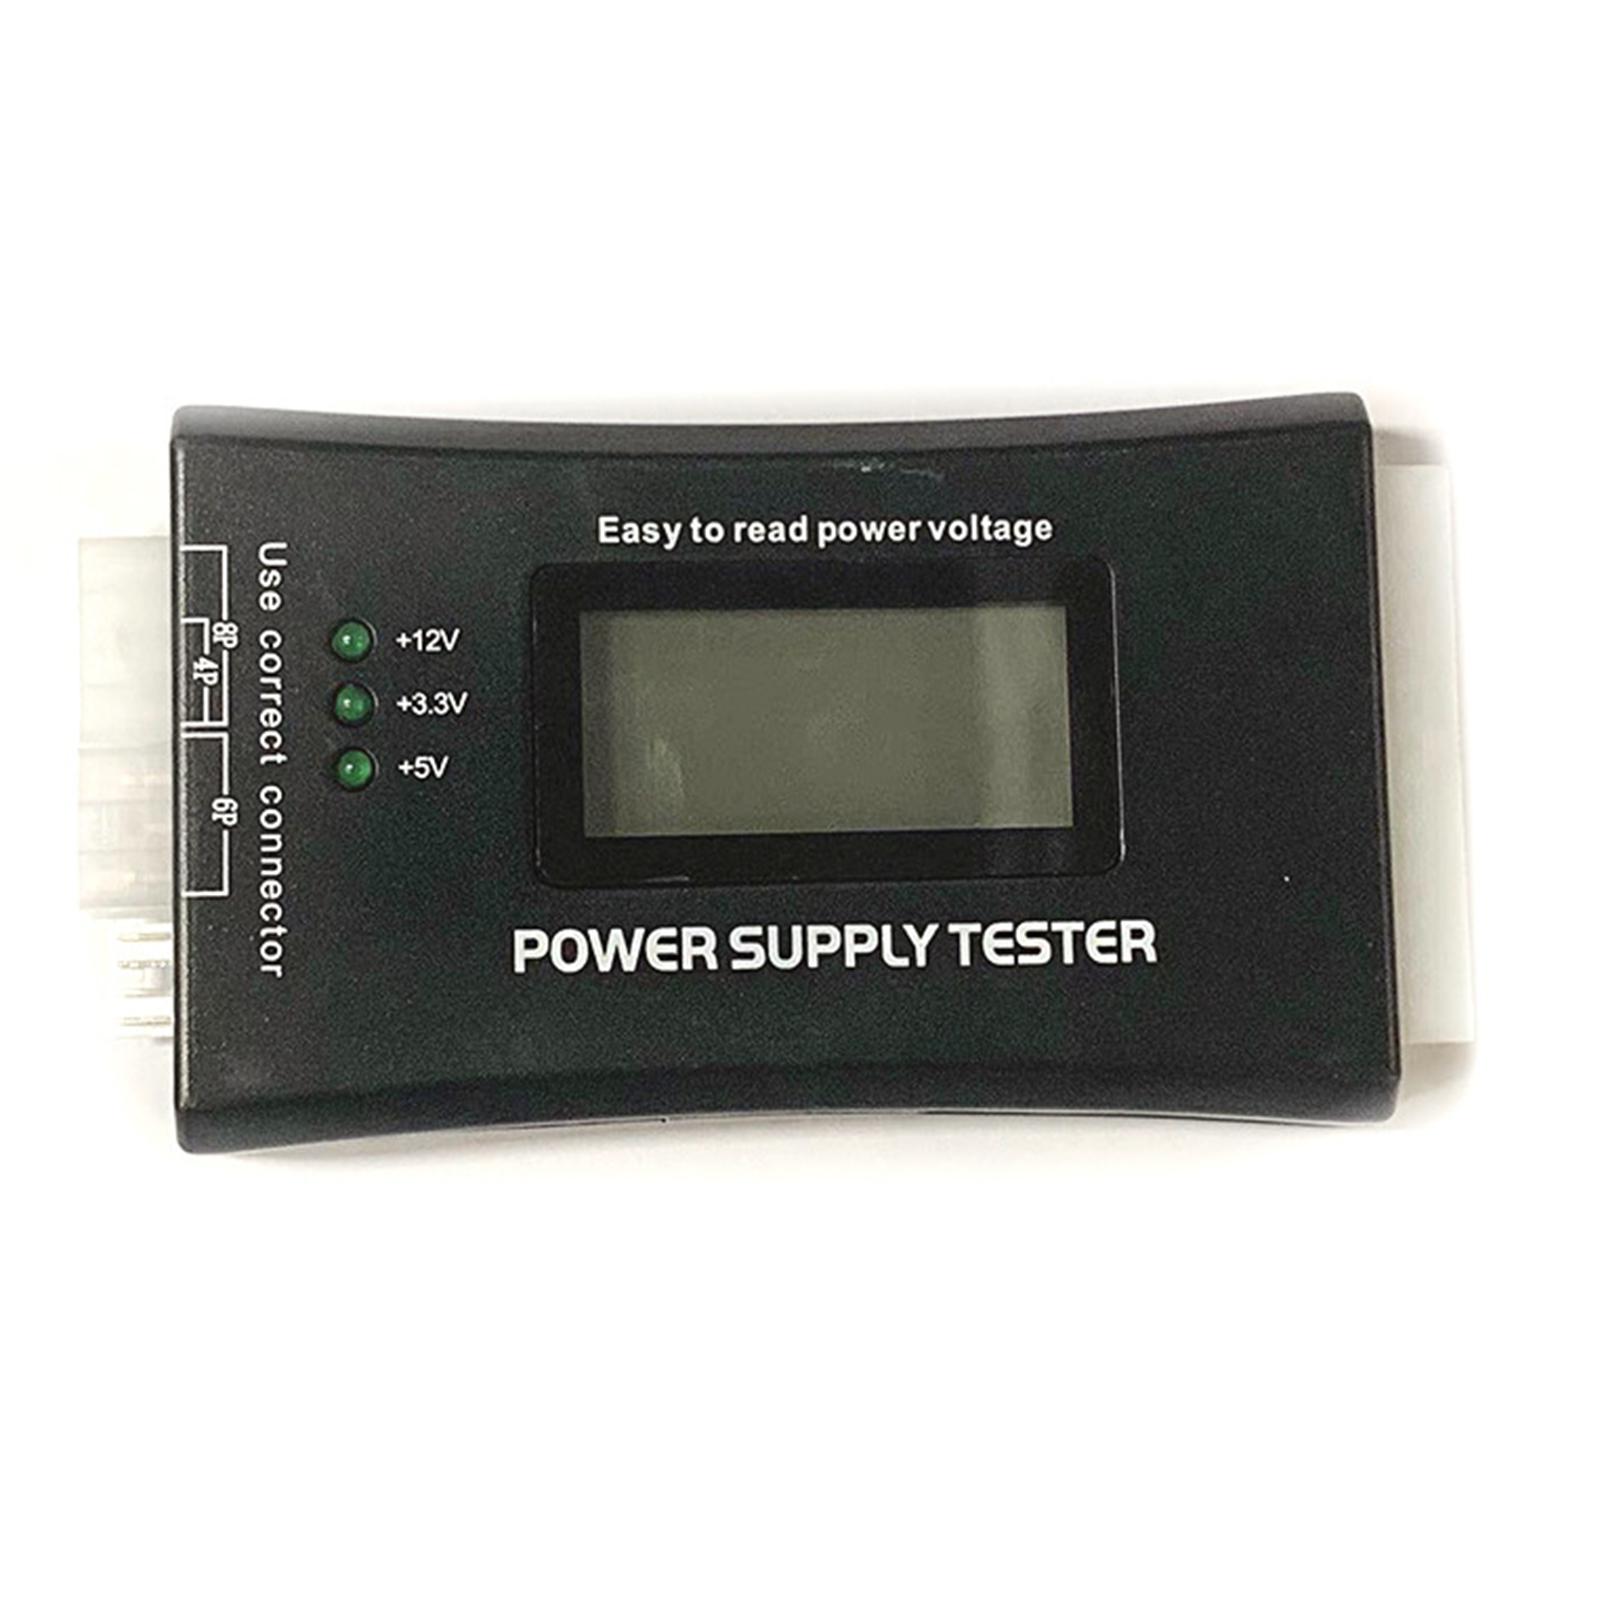 Easy to read power voltage
8P
4P
6P
Use correct connector
+12V
+3.3V
+5V
POWER SUPPLY TESTER